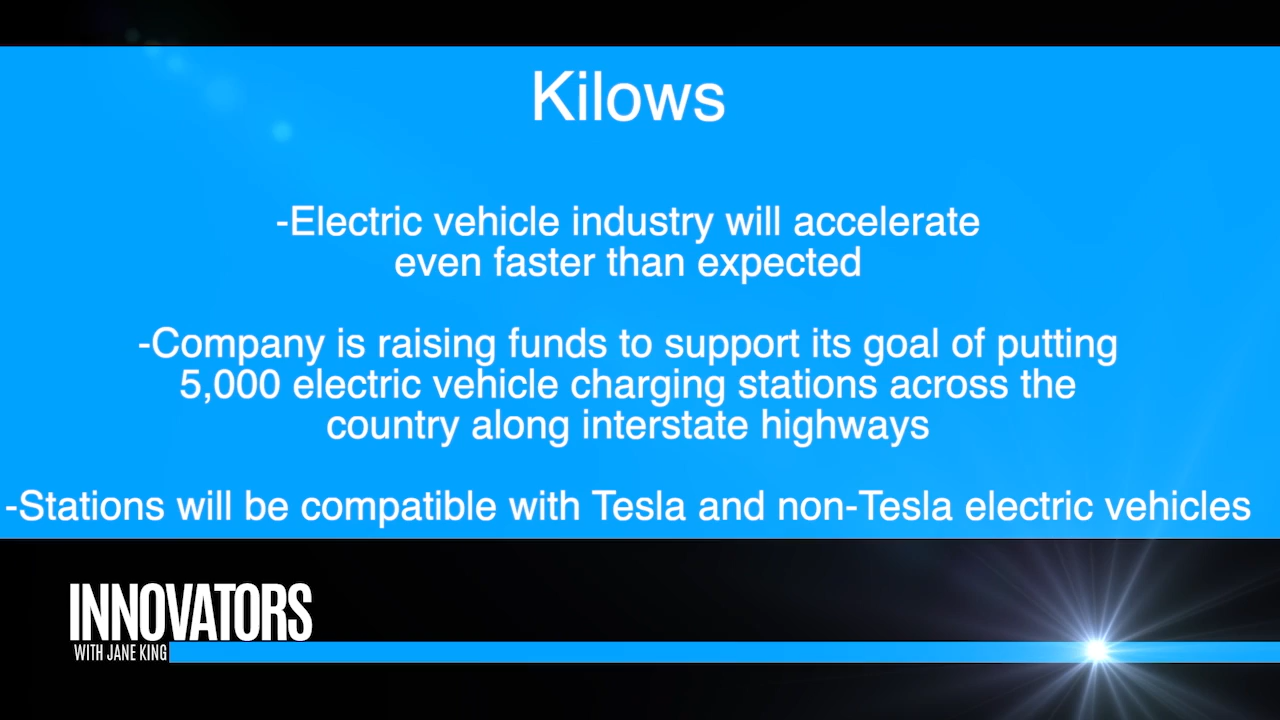 Kilows
-Electric vehicle industry will accelerate
even faster than expected
-Company is raising funds to support its goal of putting
5,000 electric vehicle charging stations across the
country along interstate highways
-Stations will be compatible with Tesla and non-Tesla electric vehicles
INNOVATORS
WITH JANE KING